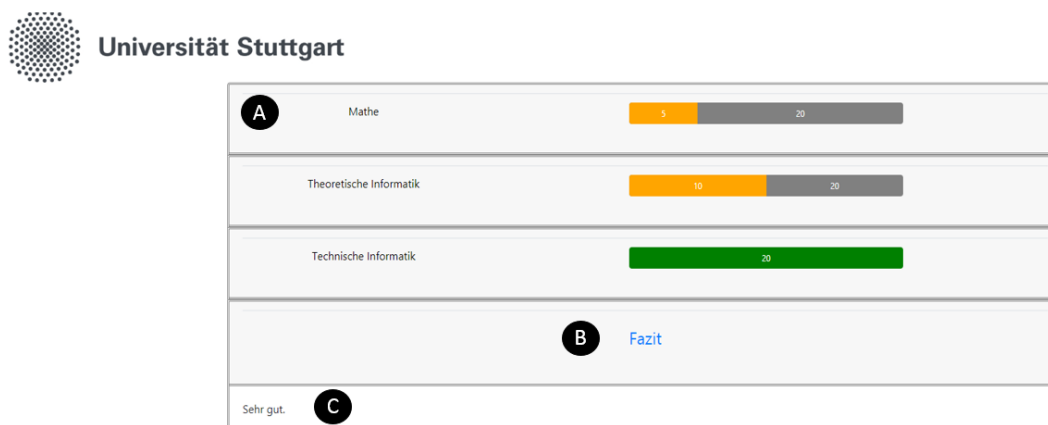 Universität Stuttgart
A Mathe 5 20
Theoretische Informatik 10 20
Technische Informatik 20
B Fazit
Sehr gut. C